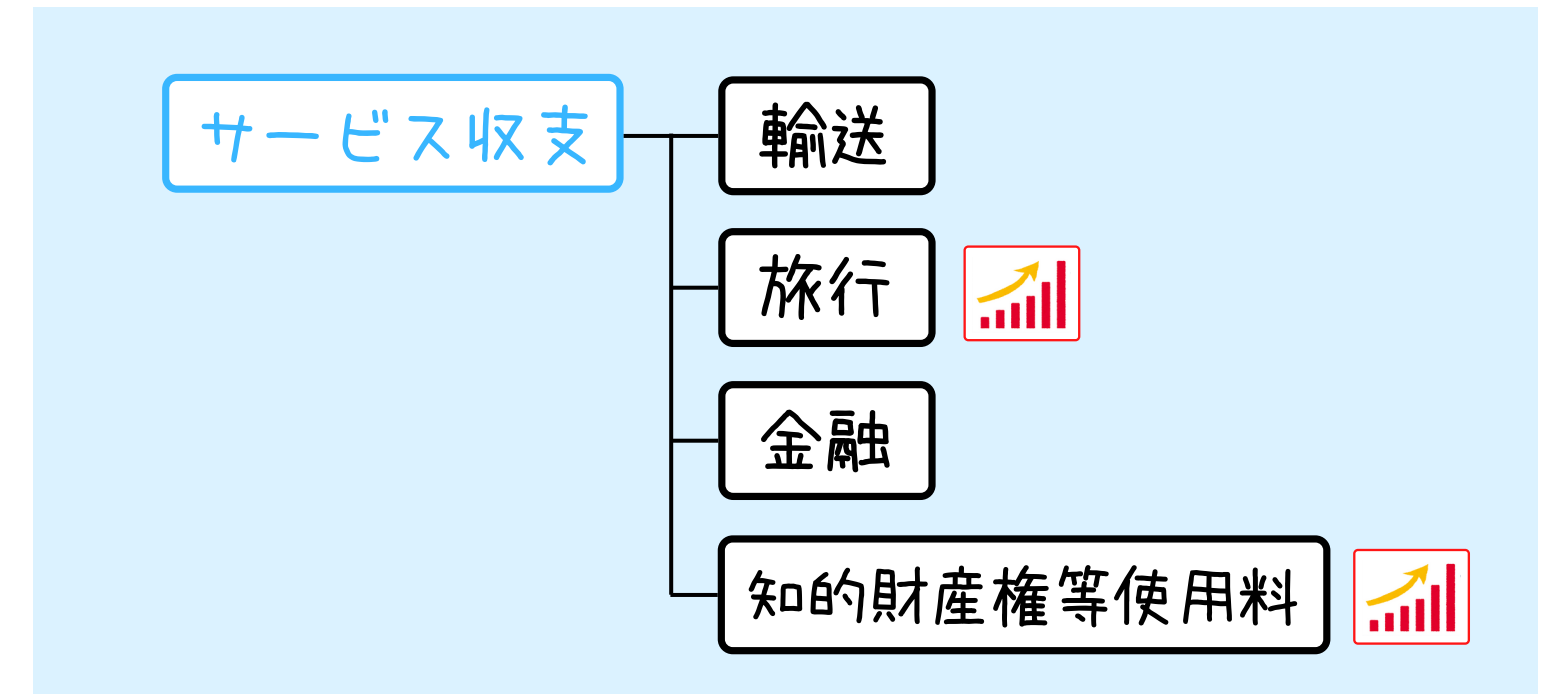 サービス収支
輸送
旅行
金融
知的財産権等使用料